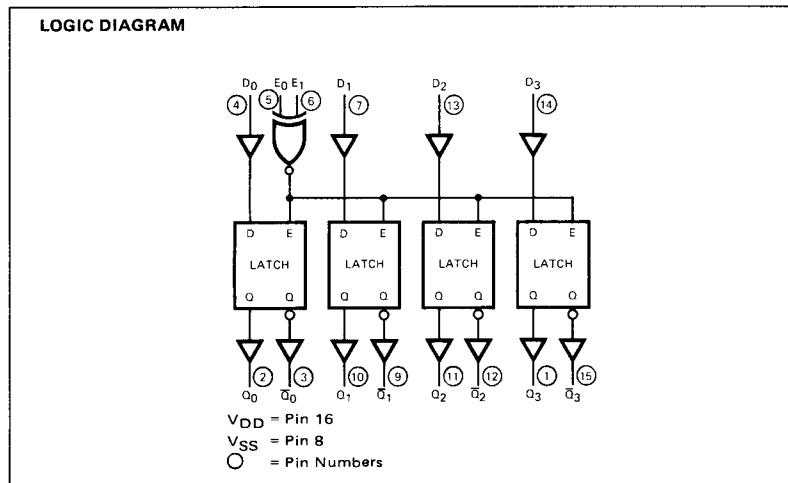 LOGIC DIAGRAM
D0 E0 E1 D1 D2 D3
4 5 6 7 13 14
D E D E D E D E
LATCH LATCH LATCH LATCH
Q Q Q Q Q Q Q Q
2 3 10 9 11 12 1 15
Q0 Q̅0 Q1 Q̅1 Q2 Q̅2 Q3 Q̅3
VDD = Pin 16
VSS = Pin 8
= Pin Numbers